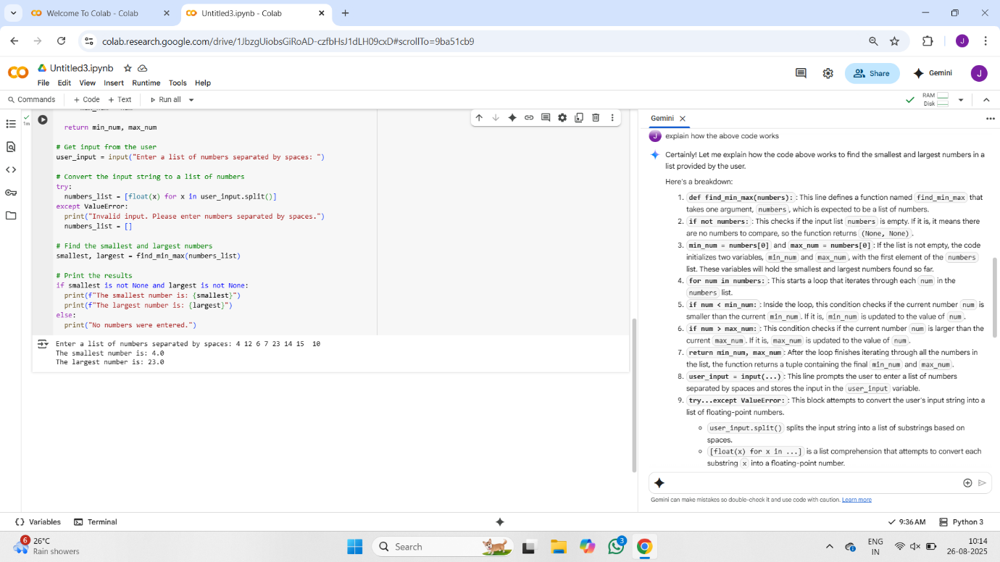 Welcome To Colab - Colab
Untitled3.ipynb - Colab
colab.research.google.com/drive/1JbzgUiobsGiRoAD-czfbHsJ1dLH09cxD#scrollTo=9ba51cb9
J
CO
Untitled3.ipynb
File Edit View Insert Runtime Tools Help
Share
Gemini
J
Commands + Code + Text Run all
RAM
Disk
1m
return min_num, max_num
# Get input from the user
user_input = input("Enter a list of numbers separated by spaces: ")
# Convert the input string to a list of numbers
try:
numbers_list = [float(x) for x in user_input.split()]
except ValueError:
print("Invalid input. Please enter numbers separated by spaces.")
numbers_list = []
# Find the smallest and largest numbers
smallest, largest = find_min_max(numbers_list)
# Print the results
if smallest is not None and largest is not None:
print(f"The smallest number is: {smallest}")
print(f"The largest number is: {largest}")
else:
print("No numbers were entered.")
Enter a list of numbers separated by spaces: 4 12 6 7 23 14 15  10
The smallest number is: 4.0
The largest number is: 23.0
Gemini
J explain how the above code works
Certainly! Let me explain how the code above works to find the smallest and largest numbers in a
list provided by the user.
Here's a breakdown:
1. def find_min_max(numbers): : This line defines a function named find_min_max that
takes one argument, numbers, which is expected to be a list of numbers.
2. if not numbers: : This checks if the input list numbers is empty. If it is, it means there
are no numbers to compare, so the function returns (None, None).
3. min_num = numbers[0] and max_num = numbers[0] : If the list is not empty, the code
initializes two variables, min_num and max_num, with the first element of the numbers
list. These variables will hold the smallest and largest numbers found so far.
4. for num in numbers: : This starts a loop that iterates through each num in the
numbers list.
5. if num < min_num: : Inside the loop, this condition checks if the current number num is
smaller than the current min_num. If it is, min_num is updated to the value of num.
6. if num > max_num: : This condition checks if the current number num is larger than the
current max_num. If it is, max_num is updated to the value of num.
7. return min_num, max_num : After the loop finishes iterating through all the numbers in
the list, the function returns a tuple containing the final min_num and max_num.
8. user_input = input(...) : This line prompts the user to enter a list of numbers
separated by spaces and stores the input in the user_input variable.
9. try...except ValueError: : This block attempts to convert the user's input string into a
list of floating-point numbers.
user_input.split() splits the input string into a list of substrings based on
spaces.
[float(x) for x in ...] is a list comprehension that attempts to convert each
substring x into a floating-point number.
Gemini can make mistakes so double-check it and use code with caution. Learn more
Variables Terminal
9:36 AM Python 3
6
26°C
Rain showers
Search
3
ENG
IN
10:14
26-08-2025